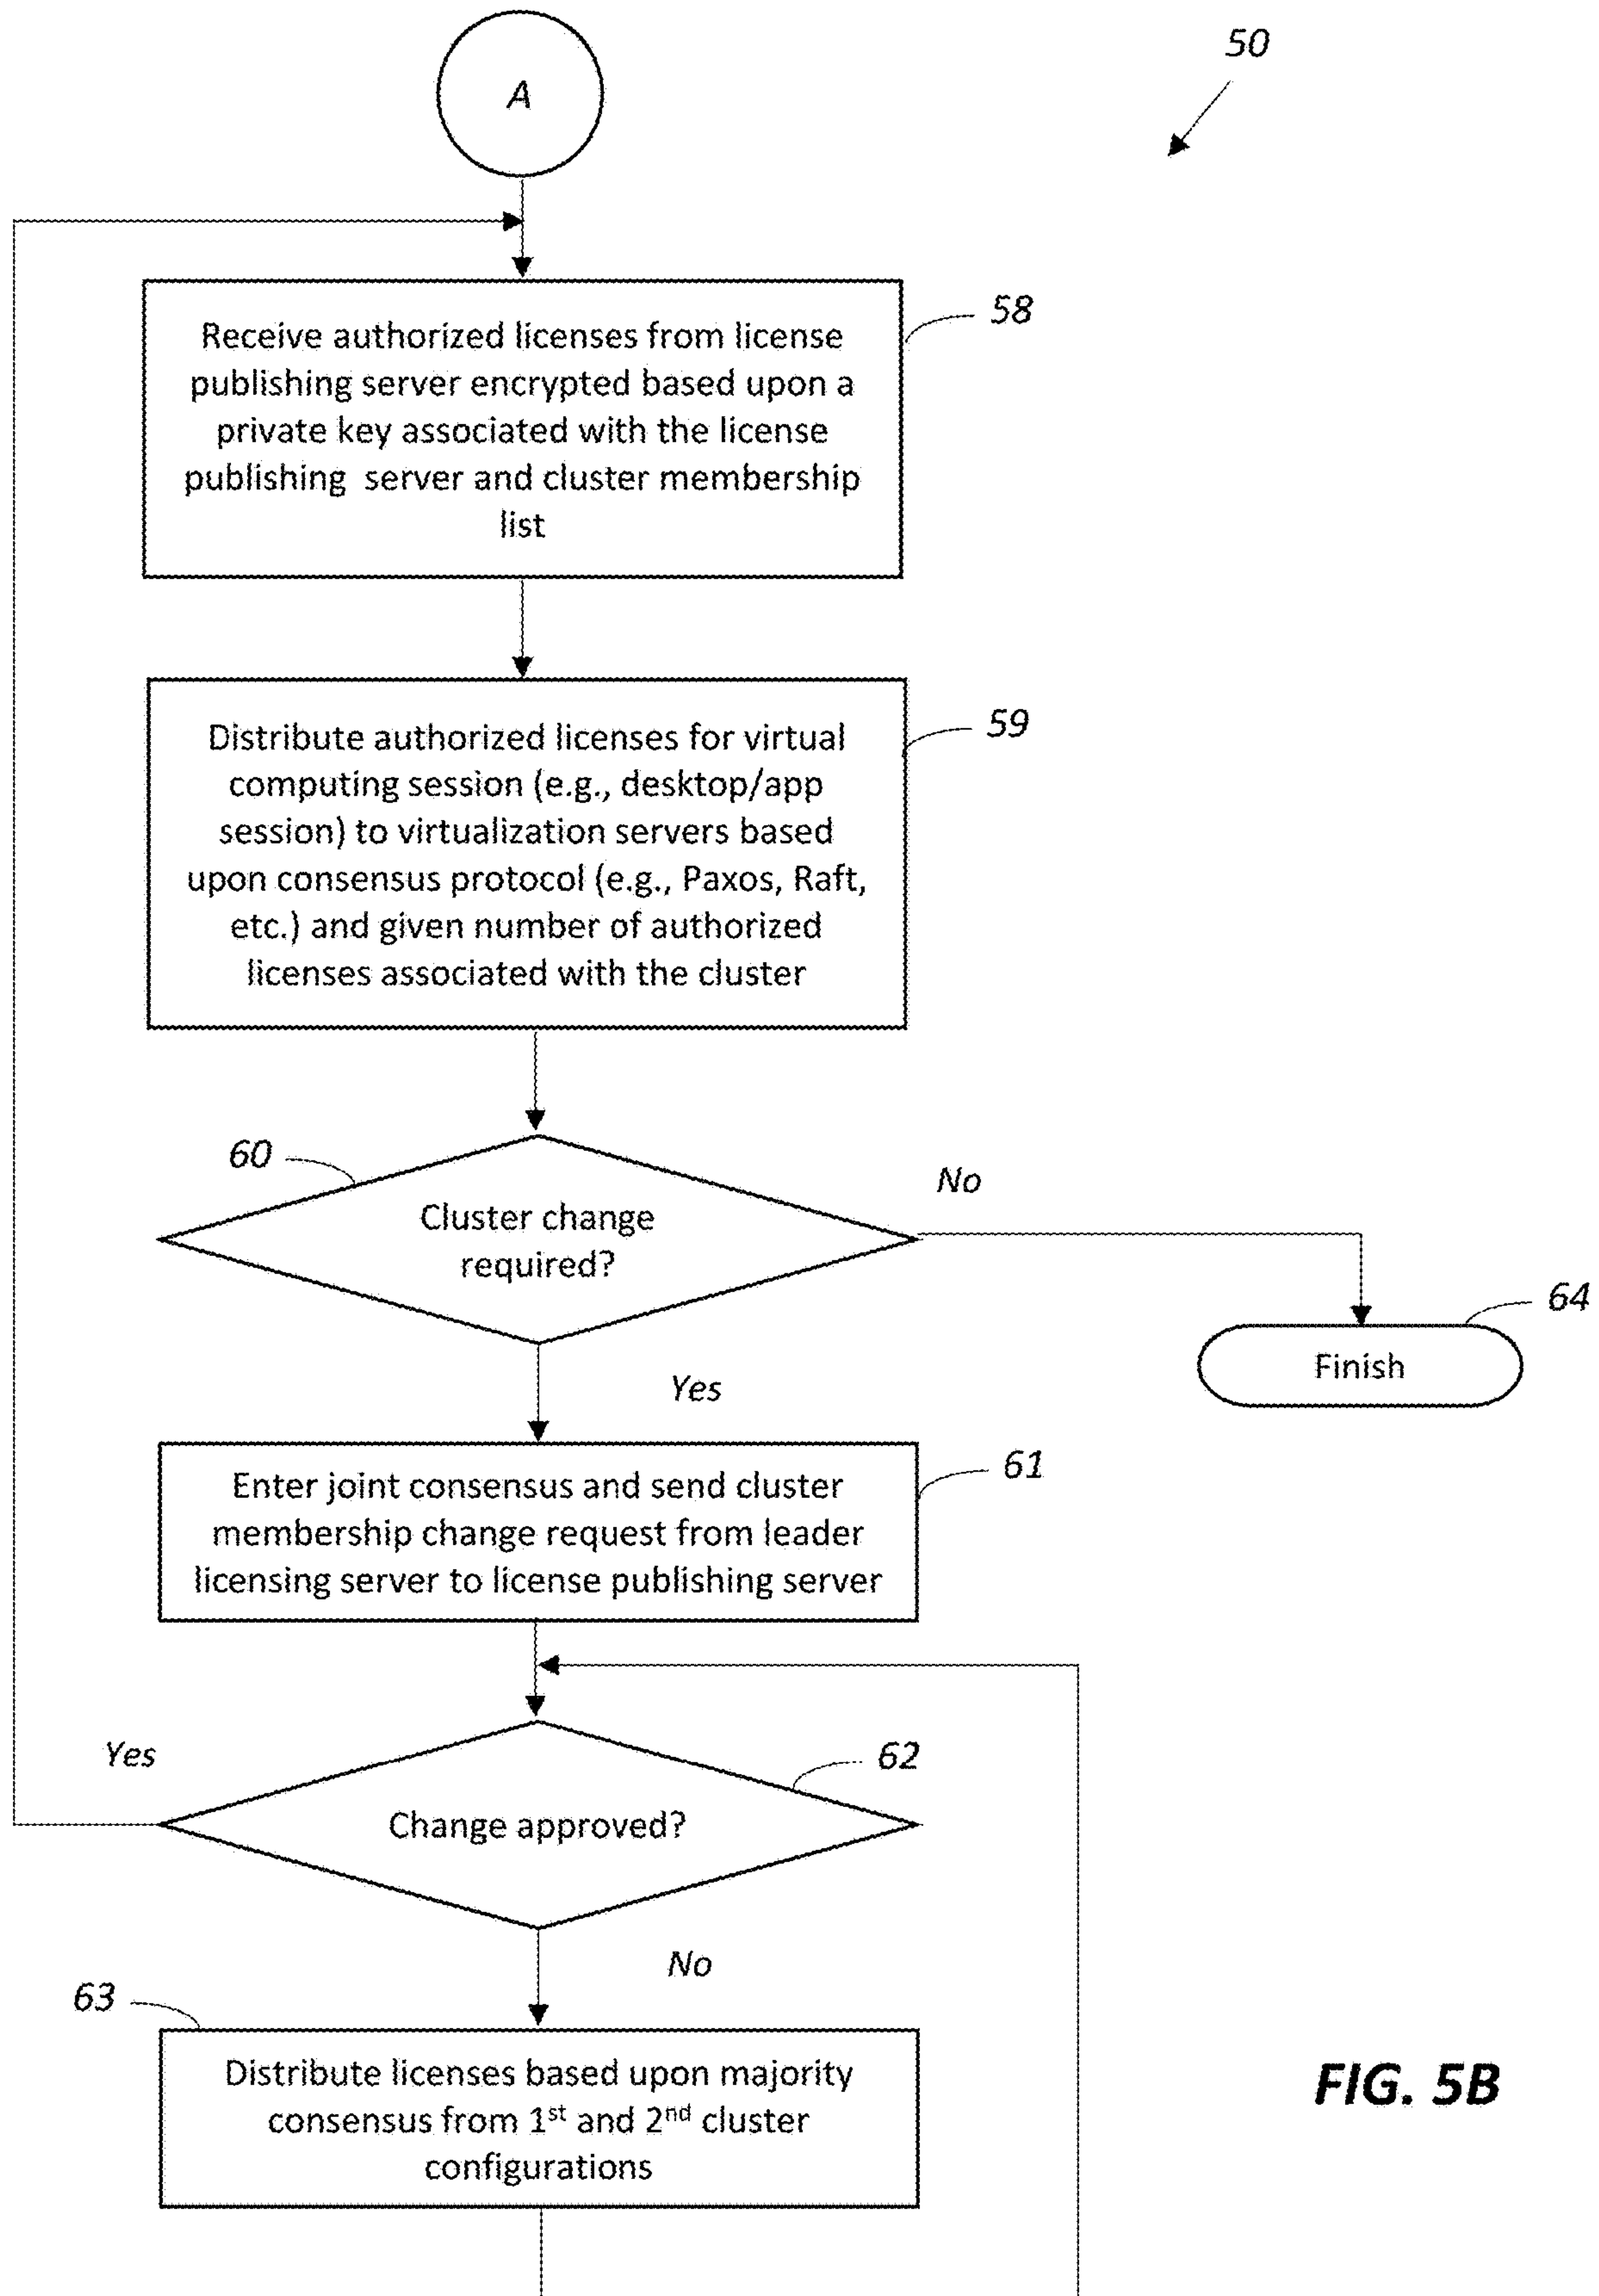 A
50
58
Receive authorized licenses from license
publishing server encrypted based upon a
private key associated with the license
publishing server and cluster membership
list
59
Distribute authorized licenses for virtual
computing session (e.g., desktop/app
session) to virtualization servers based
upon consensus protocol (e.g., Paxos, Raft,
etc.) and given number of authorized
licenses associated with the cluster
60
Cluster change
required?
No
64
Finish
Yes
61
Enter joint consensus and send cluster
membership change request from leader
licensing server to license publishing server
Yes
62
Change approved?
No
63
Distribute licenses based upon majority
consensus from 1st and 2nd cluster
configurations
FIG. 5B